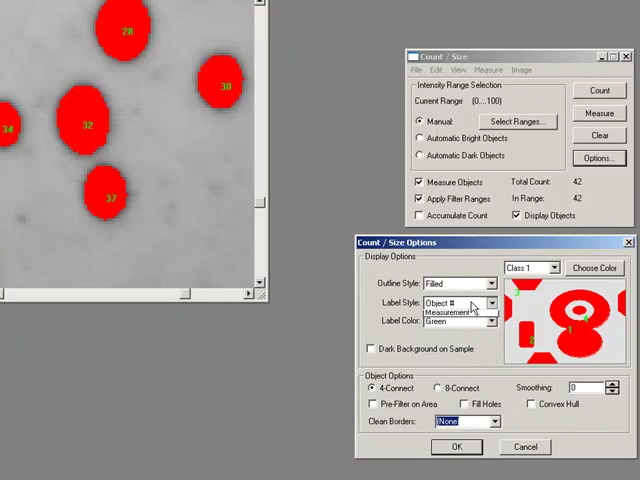 28
30
32
34
37
Count / Size
File Edit View Measure Image
Intensity Range Selection
Current Range (0....100)
Manual: Select Ranges...
Automatic Bright Objects
Automatic Dark Objects
Count
Measure
Clear
Options...
Measure Objects Total Count: 42
Apply Filter Ranges In Range: 42
Accumulate Count Display Objects
Count / Size Options
Display Options
Class 1 Choose Color
Outline Style: Filled
Label Style: Object #
Measurement
Label Color: Green
Dark Background on Sample
3
4
1
2
Object Options
4-Connect 8-Connect Smoothing: 0
Pre-Filter on Area Fill Holes Convex Hull
Clean Borders: (None)
OK Cancel